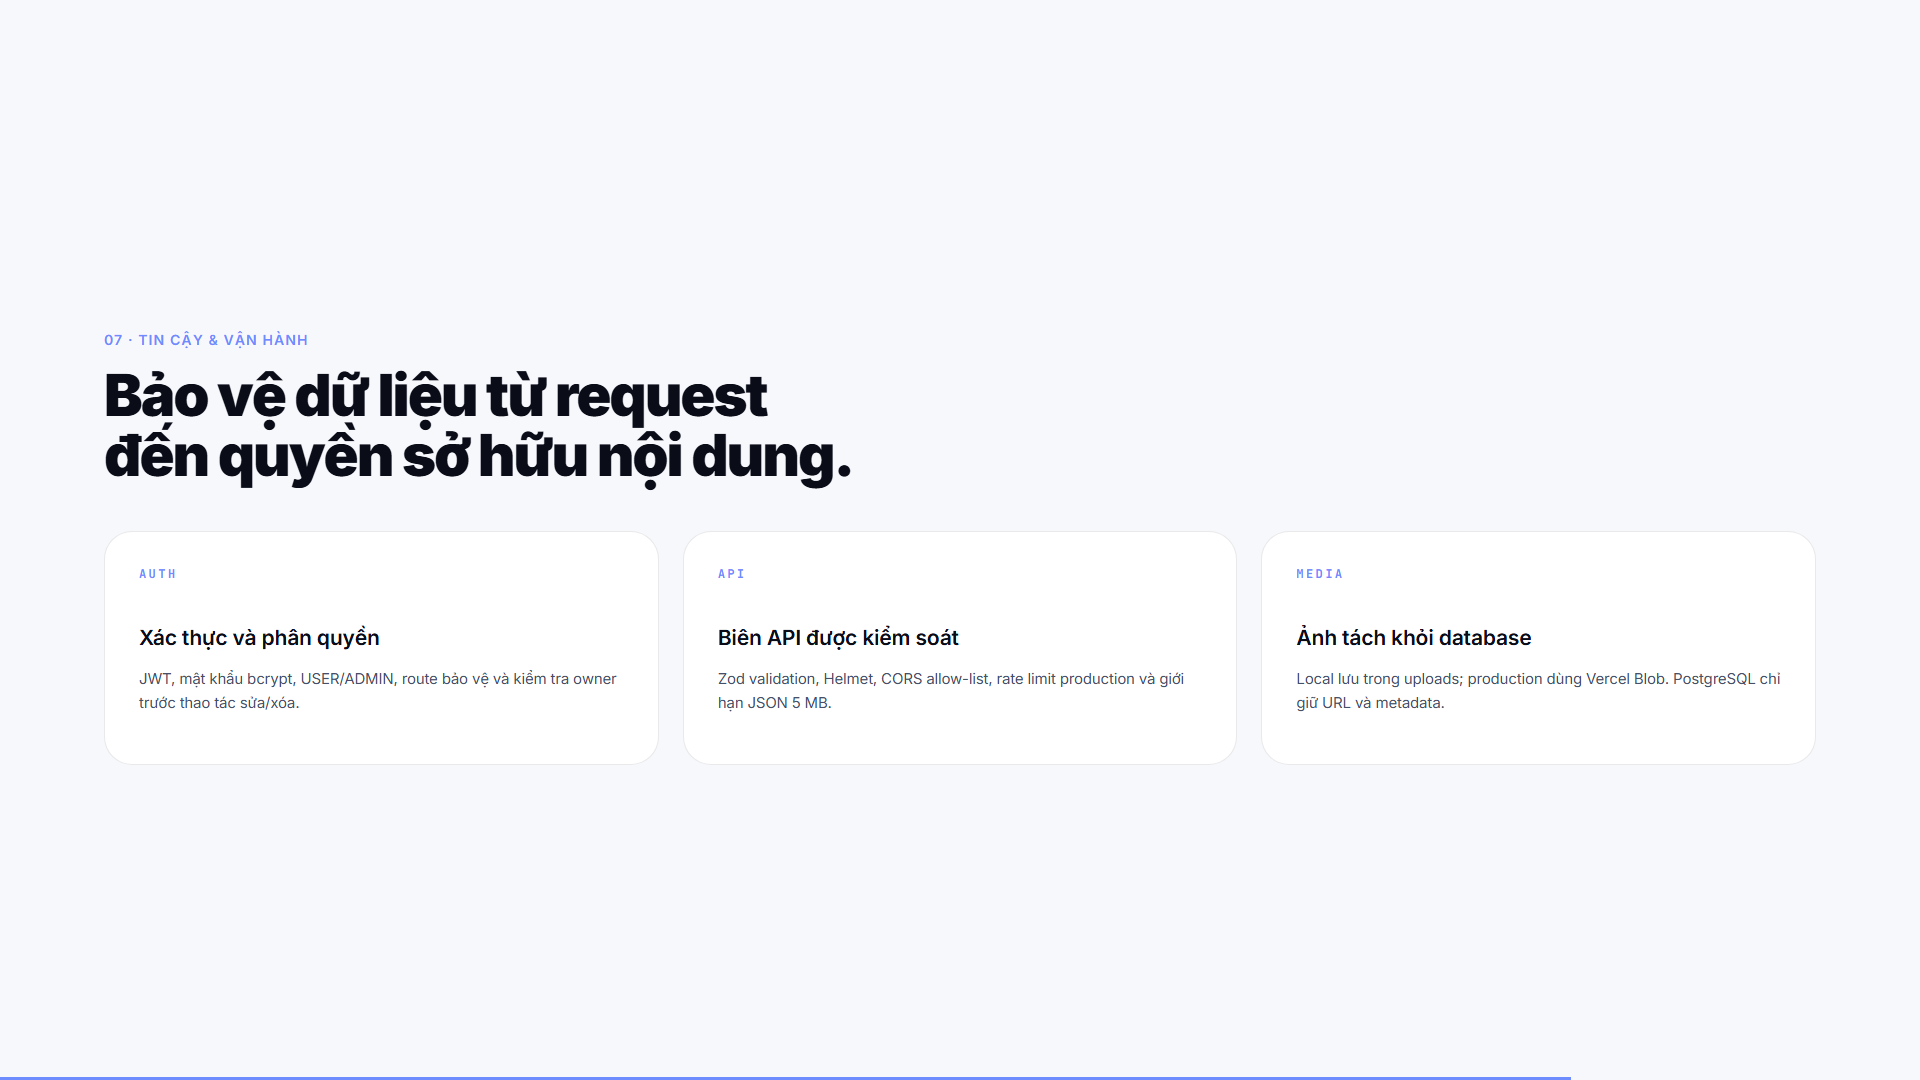 07 · TIN CẬY & VẬN HÀNH
Bảo vệ dữ liệu từ request
đến quyền sở hữu nội dung.
AUTH
Xác thực và phân quyền
JWT, mật khẩu bcrypt, USER/ADMIN, route bảo vệ và kiểm tra owner
trước thao tác sửa/xóa.
API
Biên API được kiểm soát
Zod validation, Helmet, CORS allow-list, rate limit production và giới
hạn JSON 5 MB.
MEDIA
Ảnh tách khỏi database
Local lưu trong uploads; production dùng Vercel Blob. PostgreSQL chỉ
giữ URL và metadata.